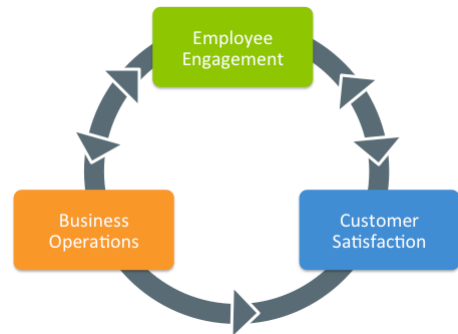 Employee
Engagement
Business
Operations
Customer
Satisfaction